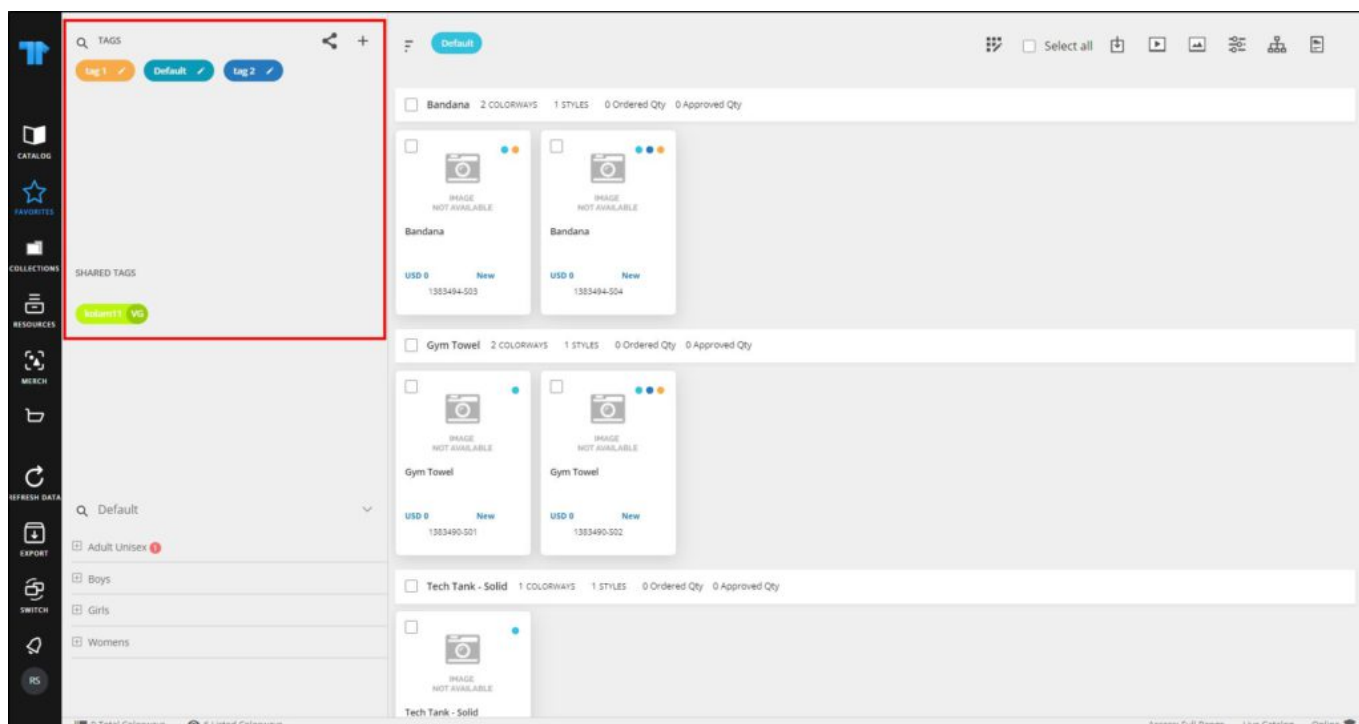 TAGS
tag 1 Default tag 2
SHARED TAGS
kolam11 VG
CATALOG
FAVORITES
COLLECTIONS
RESOURCES
MERCH
REFRESH DATA
EXPORT
SWITCH
RS
Default
Adult Unisex 1
Boys
Girls
Womens
Default
Select all
Bandana 2 COLORWAYS 1 STYLES 0 Ordered Qty 0 Approved Qty
IMAGE
NOT AVAILABLE
Bandana
USD 0 New
1383494-S03
IMAGE
NOT AVAILABLE
Bandana
USD 0 New
1383494-S04
Gym Towel 2 COLORWAYS 1 STYLES 0 Ordered Qty 0 Approved Qty
IMAGE
NOT AVAILABLE
Gym Towel
USD 0 New
1383490-S01
IMAGE
NOT AVAILABLE
Gym Towel
USD 0 New
1383490-S02
Tech Tank - Solid 1 COLORWAYS 1 STYLES 0 Ordered Qty 0 Approved Qty
IMAGE
NOT AVAILABLE
Tech Tank - Solid